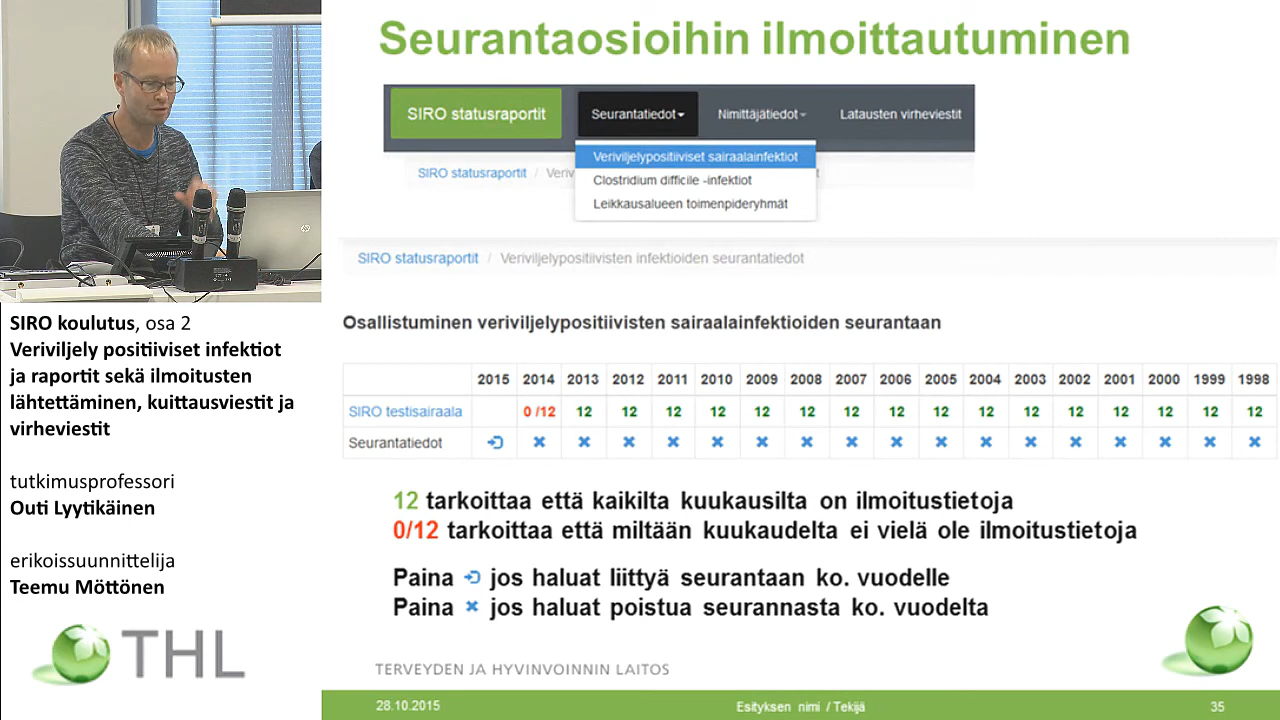 Seurantaosioihin ilmoittautuminen
SIRO statusraportit Seurantatiedot Nimittäjätiedot Latausten virheviestit
Veriviljelypositiiviset sairaalainfektiot
SIRO statusraportit / Veriv
Clostridium difficile -infektiot
Leikkausalueen toimenpideryhmät
SIRO statusraportit / Veriviljelypositiivisten infektioiden seurantatiedot
Osallistuminen veriviljelypositiivisten sairaalainfektioiden seurantaan
2015 2014 2013 2012 2011 2010 2009 2008 2007 2006 2005 2004 2003 2002 2001 2000 1999 1998
SIRO testisairaala 0 /12 12 12 12 12 12 12 12 12 12 12 12 12 12 12 12 12
Seurantatiedot
12 tarkoittaa että kaikilta kuukausilta on ilmoitustietoja
0/12 tarkoittaa että miltään kuukaudelta ei vielä ole ilmoitustietoja
Paina jos haluat liittyä seurantaan ko. vuodelle
Paina jos haluat poistua seurannasta ko. vuodelta
TERVEYDEN JA HYVINVOINNIN LAITOS
28.10.2015 Esityksen nimi / Tekijä 35
SIRO koulutus, osa 2
Veriviljely positiiviset infektiot
ja raportit sekä ilmoitusten
lähtettäminen, kuittausviestit ja
virheviestit
tutkimusprofessori
Outi Lyytikäinen
erikoissuunnittelija
Teemu Möttönen
THL